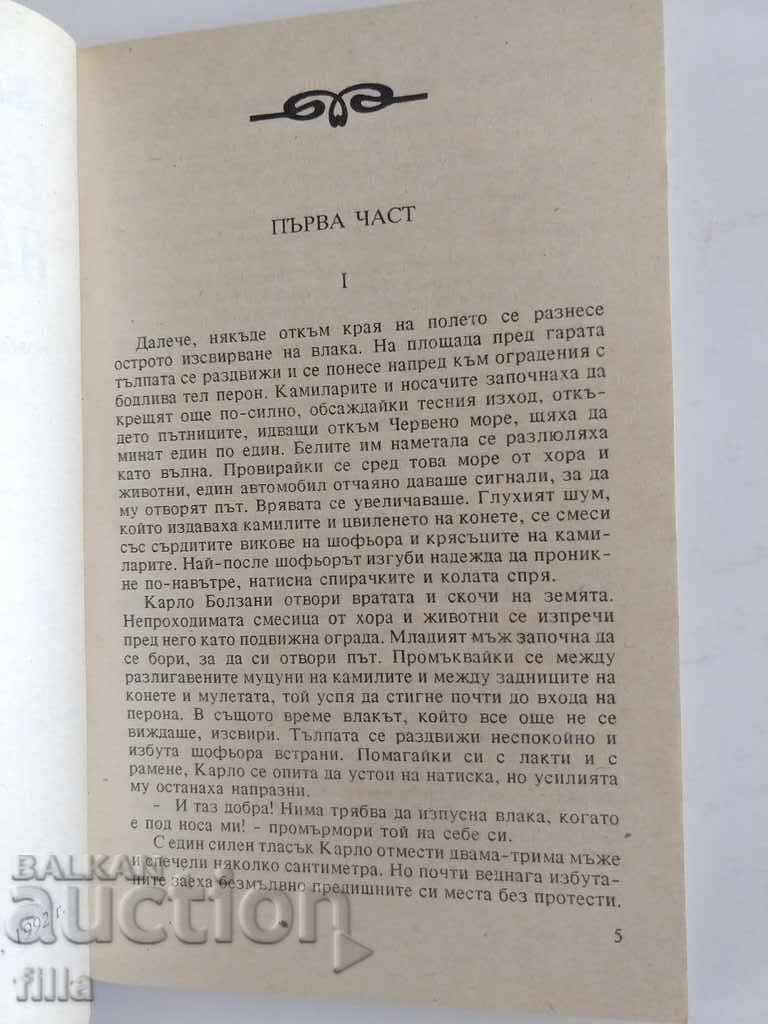 ПЪРВА ЧАСТ
I
Далече, някъде откъм края на полето се разнесе
острото изсвирване на влака. На площада пред гарата
тълпата се раздвижи и се понесе напред към оградения с
бодлива тел перон. Камиларите и носачите започнаха да
крещят още по-силно, обсаждайки тесния изход, откъ-
дето пътниците, идващи откъм Червено море, щяха да
минат един по един. Белите им наметала се разлюляха
като вълна. Провирайки се сред това море от хора и
животни, един автомобил отчаяно даваше сигнали, за да
му отворят път. Врявата се увеличаваше. Глухият шум,
който издаваха камилите и цвиленето на конете, се смеси
със сърдитите викове на шофьора и крясъците на ками-
ларите. Най-после шофьорът изгуби надежда да проник-
не по-навътре, натисна спирачките и колата спря.
Карло Болзани отвори вратата и скочи на земята.
Непроходимата смесица от хора и животни се изпречи
пред него като подвижна ограда. Младият мъж започна да
се бори, за да си отвори път. Промъквайки се между
разлигавените муцуни на камилите и между задниците на
конете и мулетата, той успя да стигне почти до входа на
перона. В същото време влакът, който все още не се
виждаше, изсвири. Тълпата се раздвижи неспокойно и
избута шофьора встрани. Помагайки си с лакти и с
рамене, Карло се опита да устои на натиска, но усилията
му останаха напразни.
- И таз добра! Нима трябва да изпусна влака, когато
е под носа ми! - промърмори той на себе си.
С един силен тласък Карло отмести двама-трима мъже
и спечели няколко сантиметра. Но почти веднага избута-
ните заеха безмълвно предишните си места без протести.
5
1992 г.
BALKAN
auction
filla